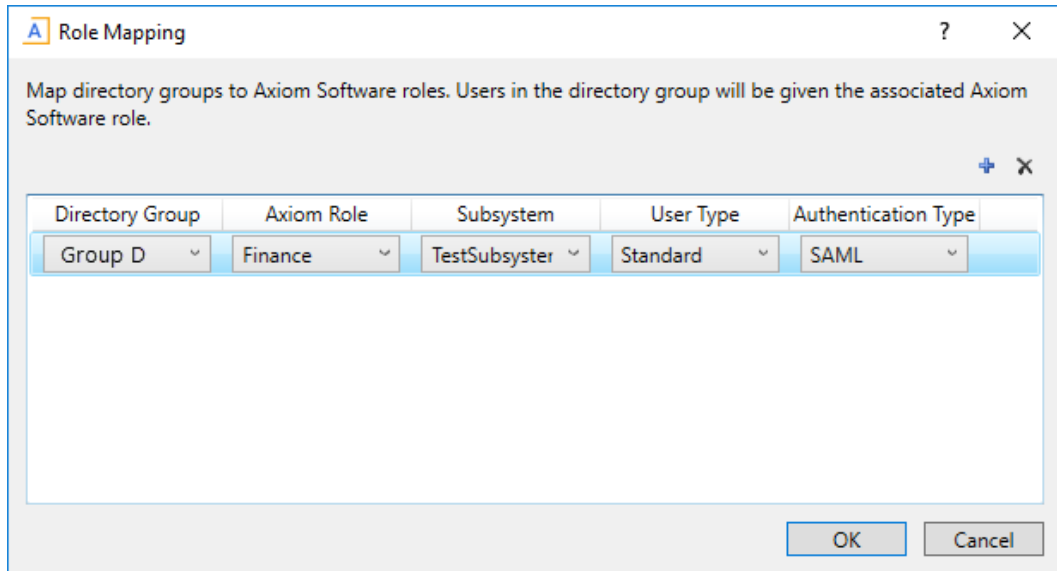 A Role Mapping ? X
Map directory groups to Axiom Software roles. Users in the directory group will be given the associated Axiom
Software role.
Directory Group Axiom Role Subsystem User Type Authentication Type
Group D Finance TestSubsyster Standard SAML
OK Cancel